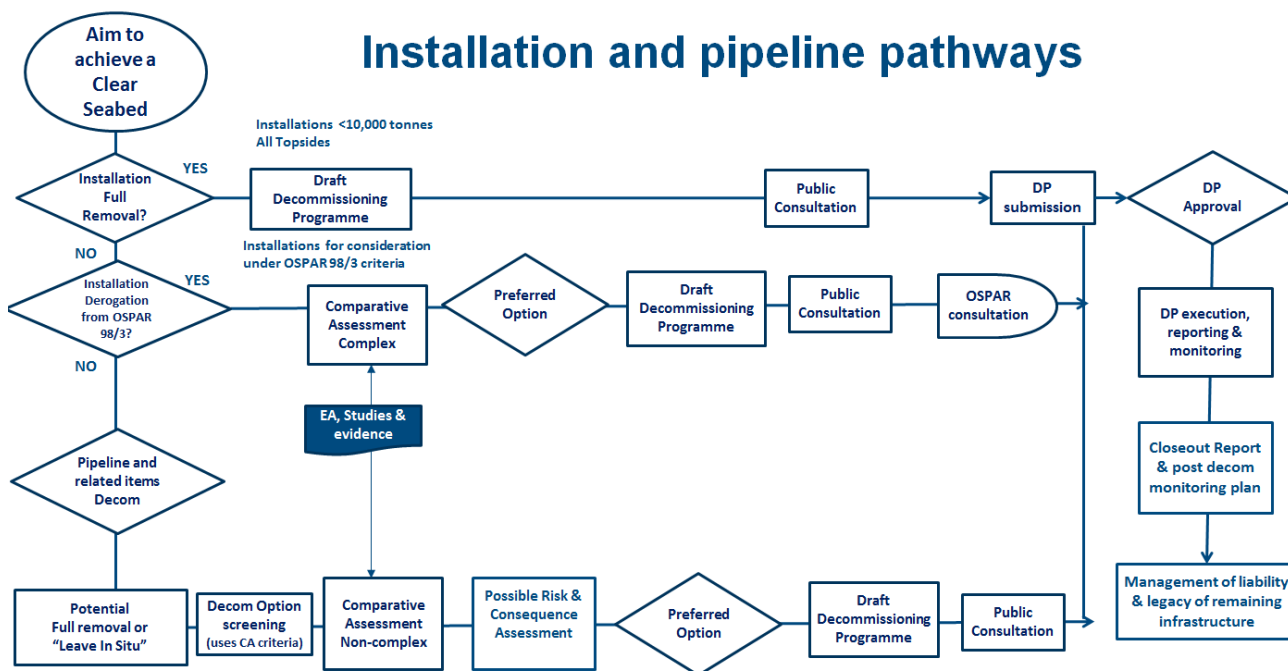 Aim to
achieve a
Clear
Seabed
Installation and pipeline pathways
Installations <10,000 tonnes
All Topsides
YES
Installation
Full
Removal?
Draft
Decommissioning
Programme
Public
Consultation
DP
submission
DP
Approval
NO
Installations for consideration
under OSPAR 98/3 criteria
YES
Installation
Derogation
from OSPAR
98/3?
Comparative
Assessment
Complex
Preferred
Option
Draft
Decommissioning
Programme
Public
Consultation
OSPAR
consultation
DP execution,
reporting &
monitoring
NO
EA, Studies &
evidence
Pipeline and
related items
Decom
Closeout Report
& post decom
monitoring plan
Potential
Full removal or
“Leave In Situ”
Decom Option
screening
(uses CA criteria)
Comparative
Assessment
Non-complex
Possible Risk &
Consequence
Assessment
Preferred
Option
Draft
Decommissioning
Programme
Public
Consultation
Management of liability
& legacy of remaining
infrastructure